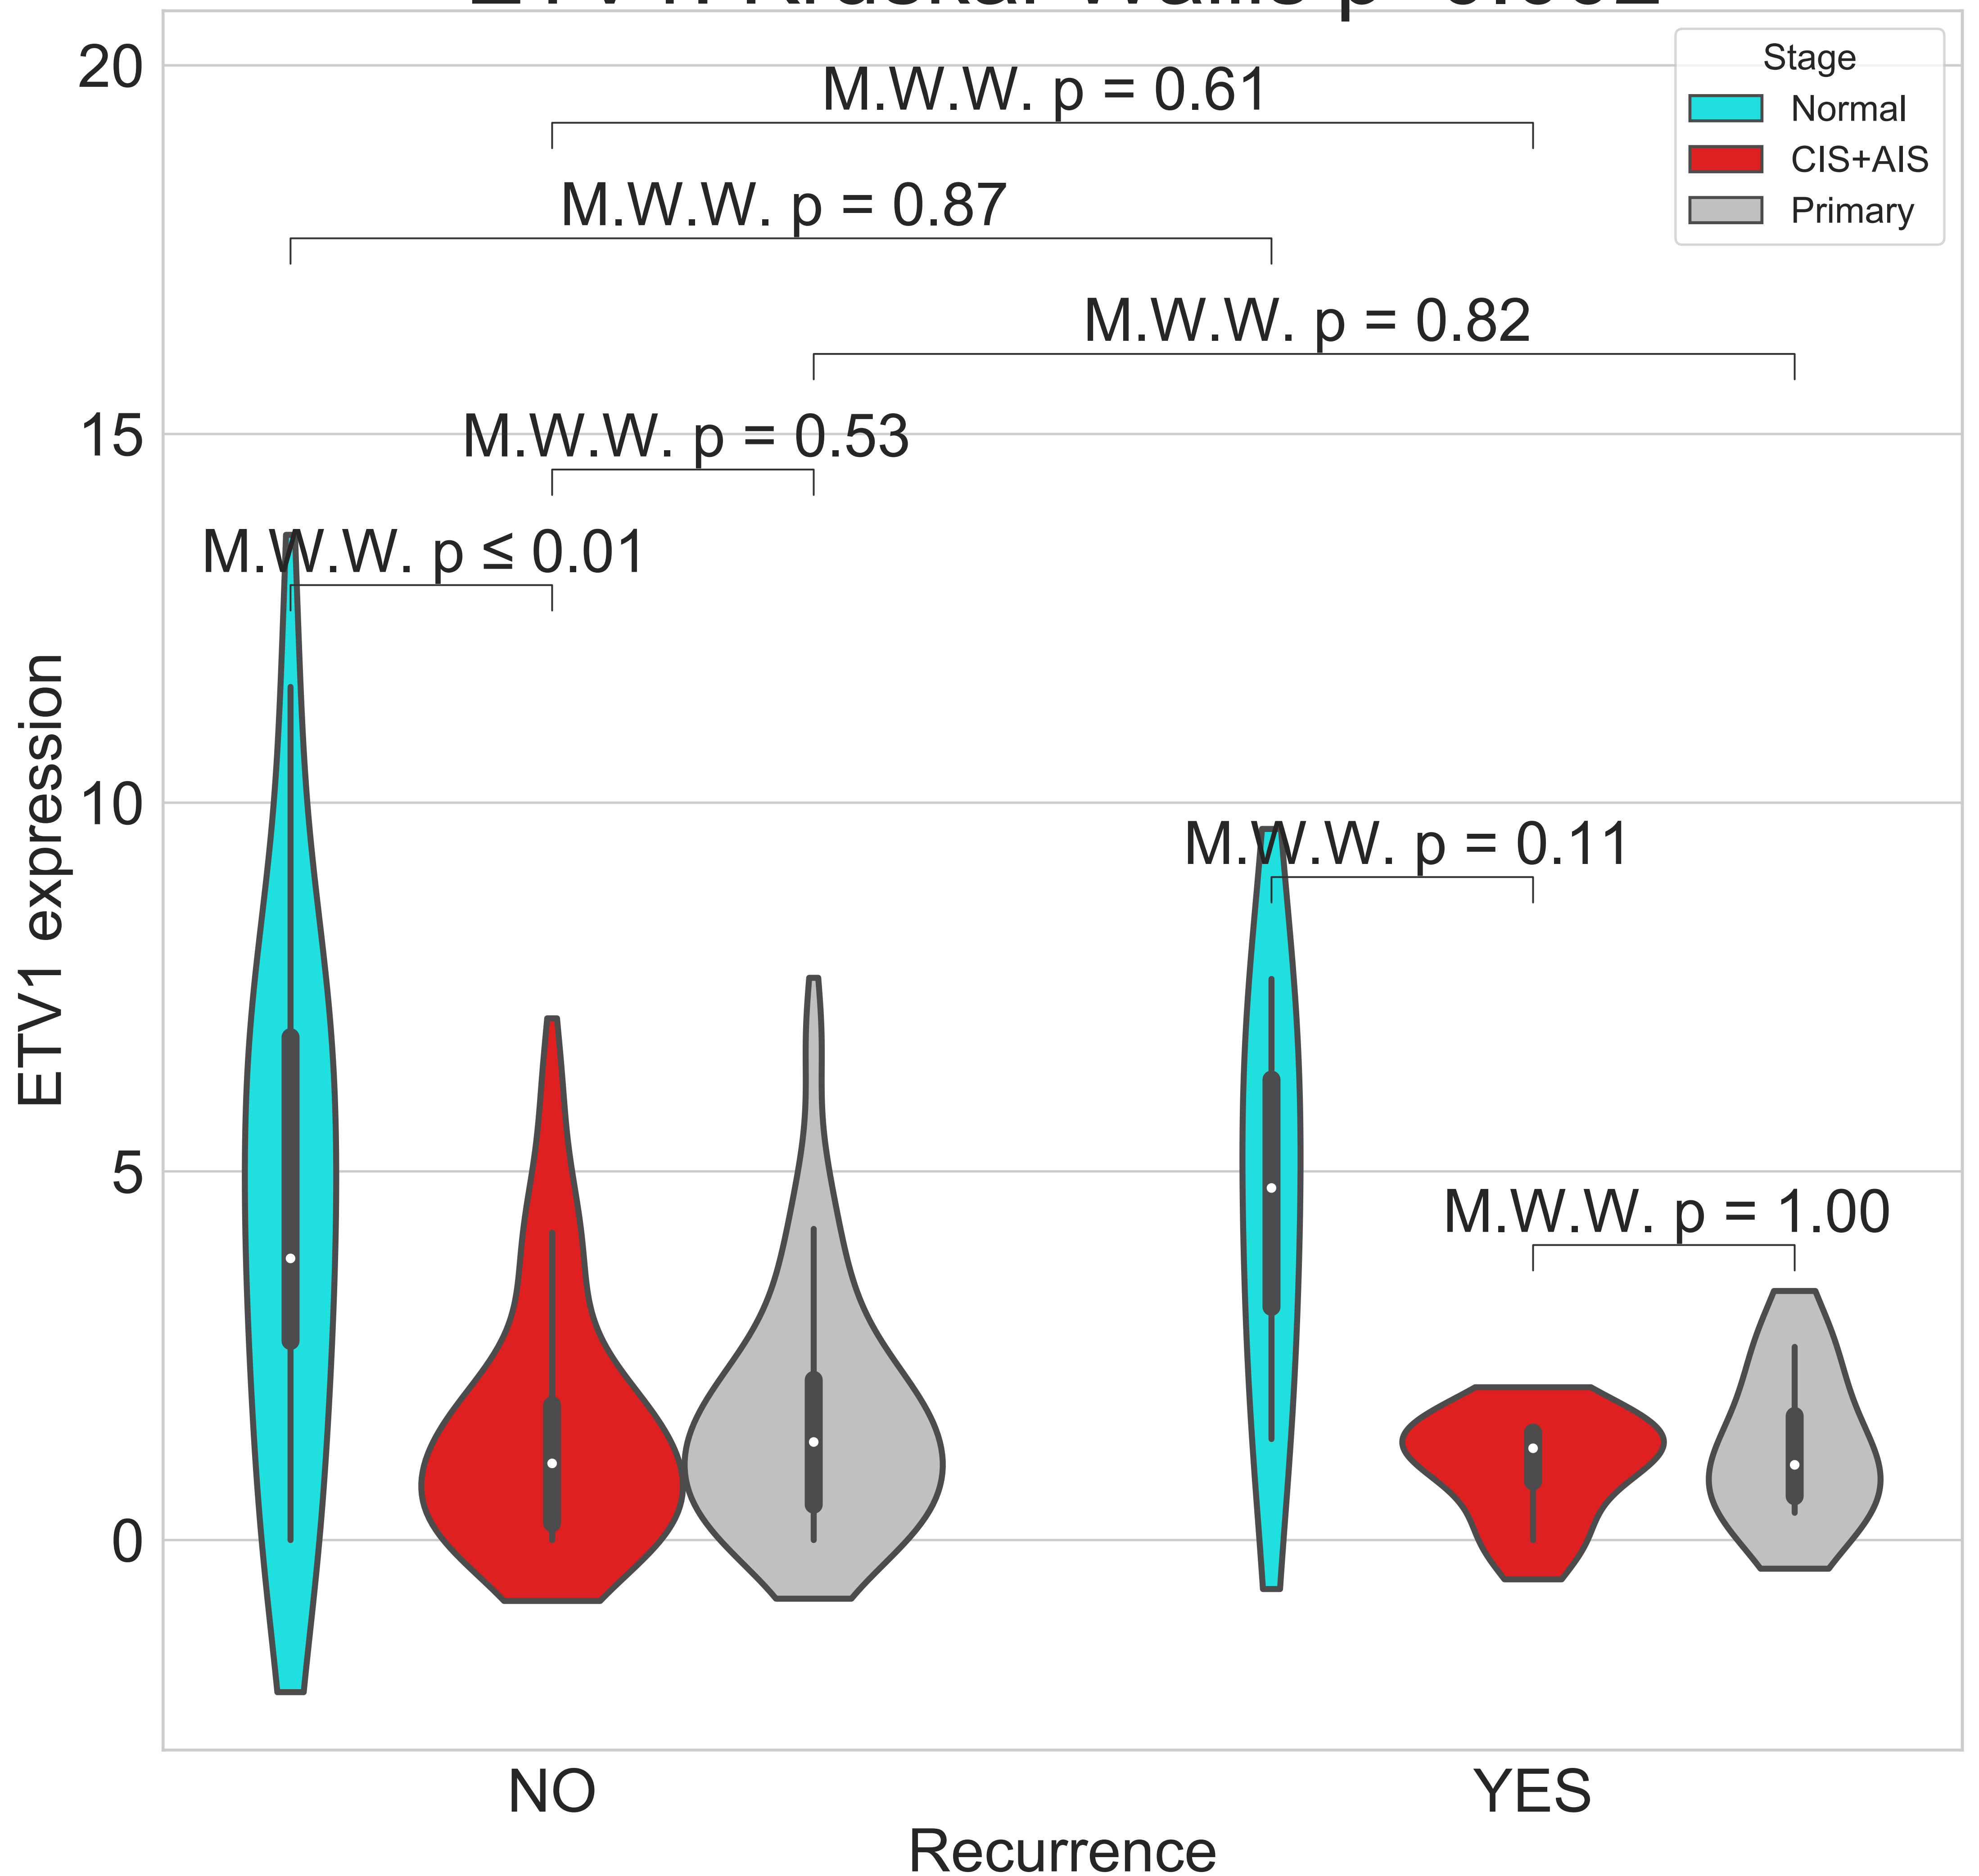 20
Stage
M.W.W. p = 0.61
Normal
CIS+AIS
M.W.W. p = 0.87
Primary
M.W.W. p = 0.82
15
M.W.W. p = 0.53
M.W.W. p ≤ 0.01
ETV1 expression
10
M.W.W. p = 0.11
5
M.W.W. p = 1.00
0
NO
YES
Recurrence